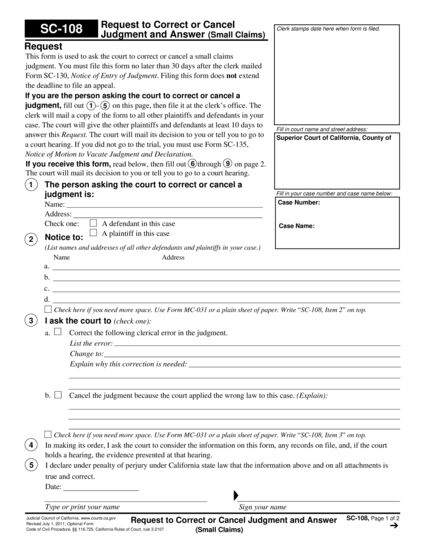 SC-108
Request to Correct or Cancel
Judgment and Answer (Small Claims)
Clerk stamps date here when form is filed.
Request
This form is used to ask the court to correct or cancel a small claims
judgment. You must file this form no later than 30 days after the clerk mailed
Form SC-130, Notice of Entry of Judgment. Filing this form does not extend
the deadline to file an appeal.
If you are the person asking the court to correct or cancel a
judgment, fill out 1 – 5 on this page, then file it at the clerk's office. The
clerk will mail a copy of the form to all other plaintiffs and defendants in your
case. The court will give the other plaintiffs and defendants at least 10 days to
answer this Request. The court will mail its decision to you or tell you to go to
a court hearing. If you did not go to the trial, you must use Form SC-135,
Notice of Motion to Vacate Judgment and Declaration.
If you receive this form, read below, then fill out 6 through 9 on page 2.
The court will mail its decision to you or tell you to go to a court hearing.
Fill in court name and street address:
Superior Court of California, County of
Fill in your case number and case name below:
Case Number:
Case Name:
1 The person asking the court to correct or cancel a
judgment is:
Name:
Address:
Check one: A defendant in this case
A plaintiff in this case
2 Notice to:
(List names and addresses of all other defendants and plaintiffs in your case.)
Name Address
a.
b.
c.
d.
Check here if you need more space. Use Form MC-031 or a plain sheet of paper. Write "SC-108, Item 2" on top.
3 I ask the court to (check one):
a. Correct the following clerical error in the judgment.
List the error:
Change to:
Explain why this correction is needed:
b. Cancel the judgment because the court applied the wrong law to this case. (Explain):
Check here if you need more space. Use Form MC-031 or a plain sheet of paper. Write "SC-108, Item 3" on top.
4 In making its order, I ask the court to consider the information on this form, any records on file, and, if the court
holds a hearing, the evidence presented at that hearing.
5 I declare under penalty of perjury under California state law that the information above and on all attachments is
true and correct.
Date:
Type or print your name Sign your name
Judicial Council of California, www.courts.ca.gov
Revised July 1, 2011, Optional Form
Code of Civil Procedure, §§ 116.725; California Rules of Court, rule 3.2107
Request to Correct or Cancel Judgment and Answer
(Small Claims)
SC-108, Page 1 of 2